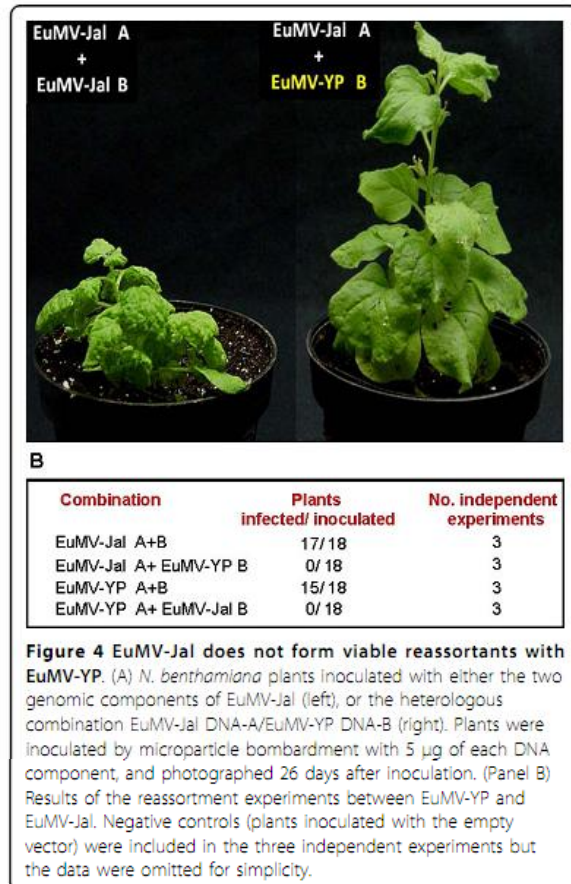 EuMV-Jal A
+
EuMV-Jal B
EuMV-Jal A
+
EuMV-YP B
B
Combination Plants infected/ inoculated No. independent experiments
EuMV-Jal A+B 17/ 18 3
EuMV-Jal A+ EuMV-YP B 0/ 18 3
EuMV-YP A+B 15/ 18 3
EuMV-YP A+ EuMV-Jal B 0/ 18 3
Figure 4 EuMV-Jal does not form viable reassortants with
EuMV-YP. (A) N. benthamiana plants inoculated with either the two
genomic components of EuMV-Jal (left), or the heterologous
combination EuMV-Jal DNA-A/EuMV-YP DNA-B (right). Plants were
inoculated by microparticle bombardment with 5 μg of each DNA
component, and photographed 26 days after inoculation. (Panel B)
Results of the reassortment experiments between EuMV-YP and
EuMV-Jal. Negative controls (plants inoculated with the empty
vector) were included in the three independent experiments but
the data were omitted for simplicity.